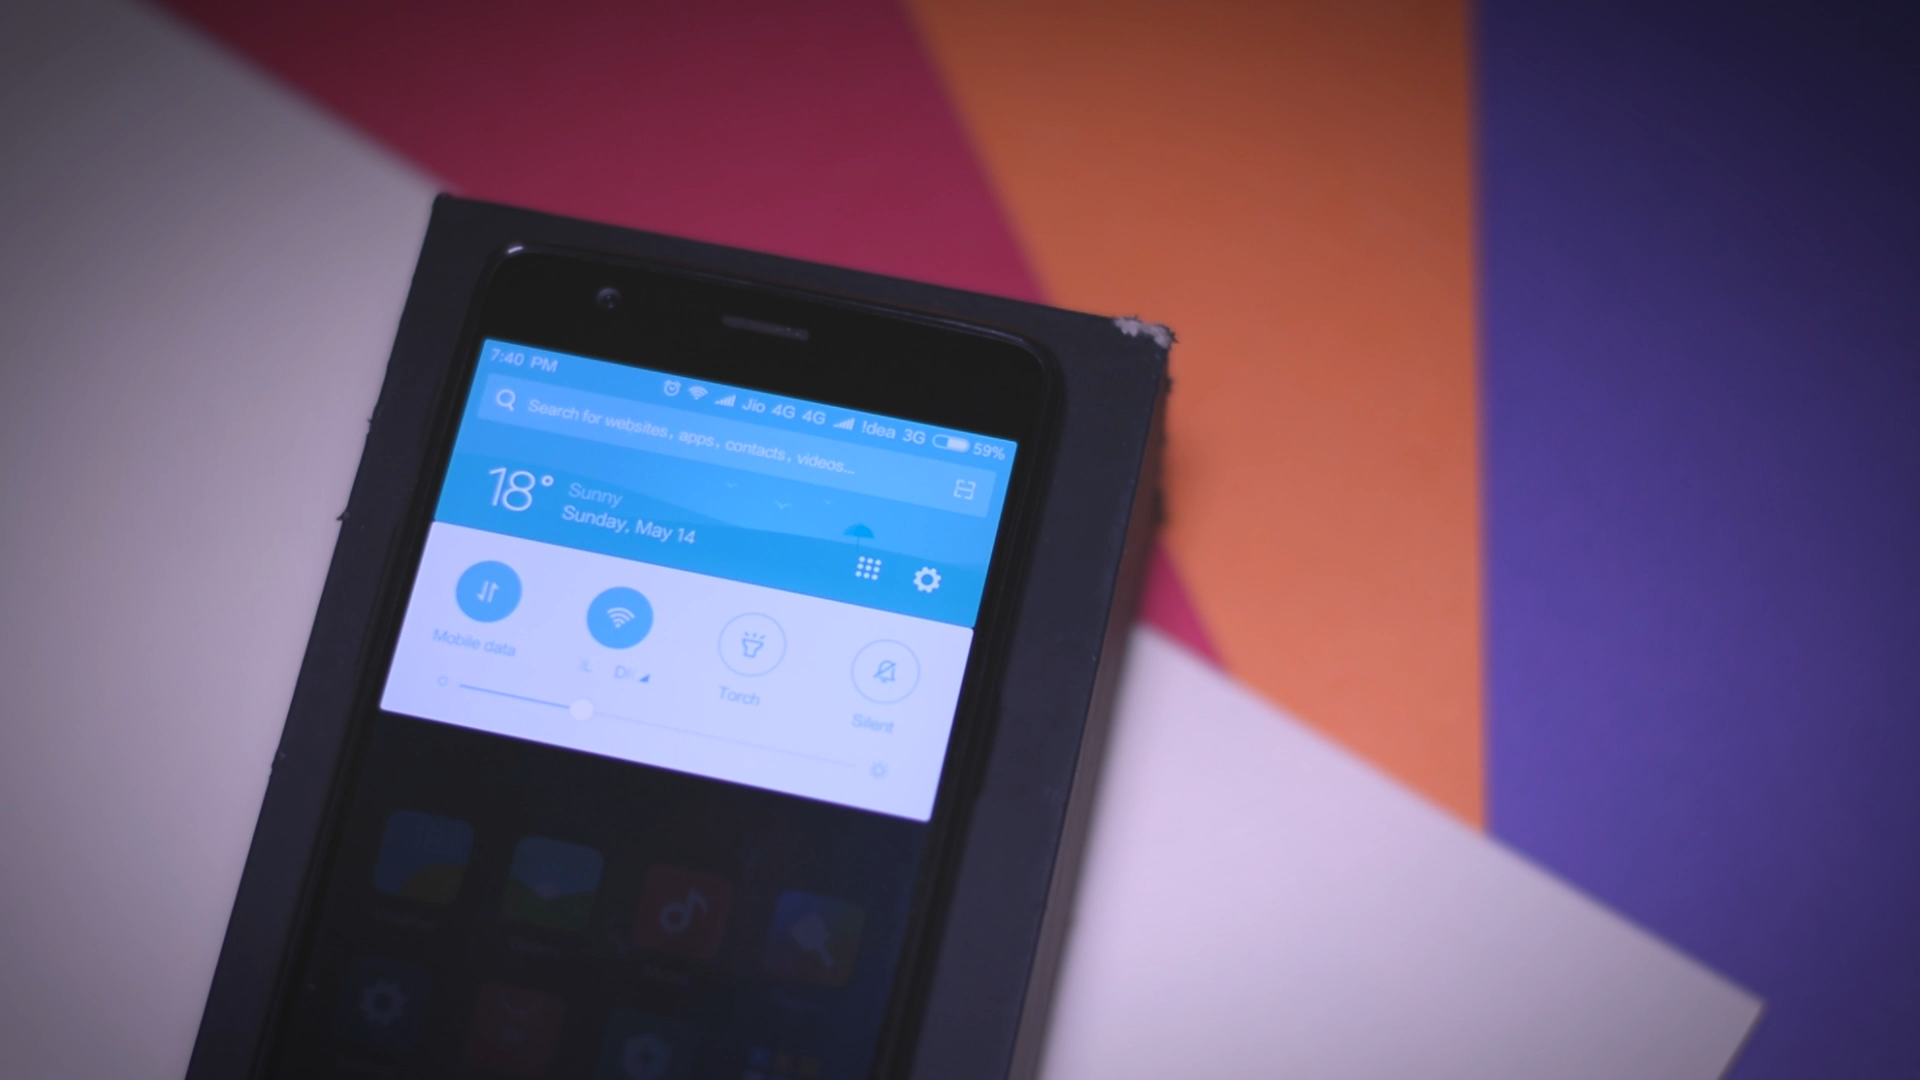 7:40 PM Jio 4G 4G !dea 3G 59%
Search for websites, apps, contacts, videos...
18° Sunny
Sunday, May 14
Mobile data
Torch
Silent